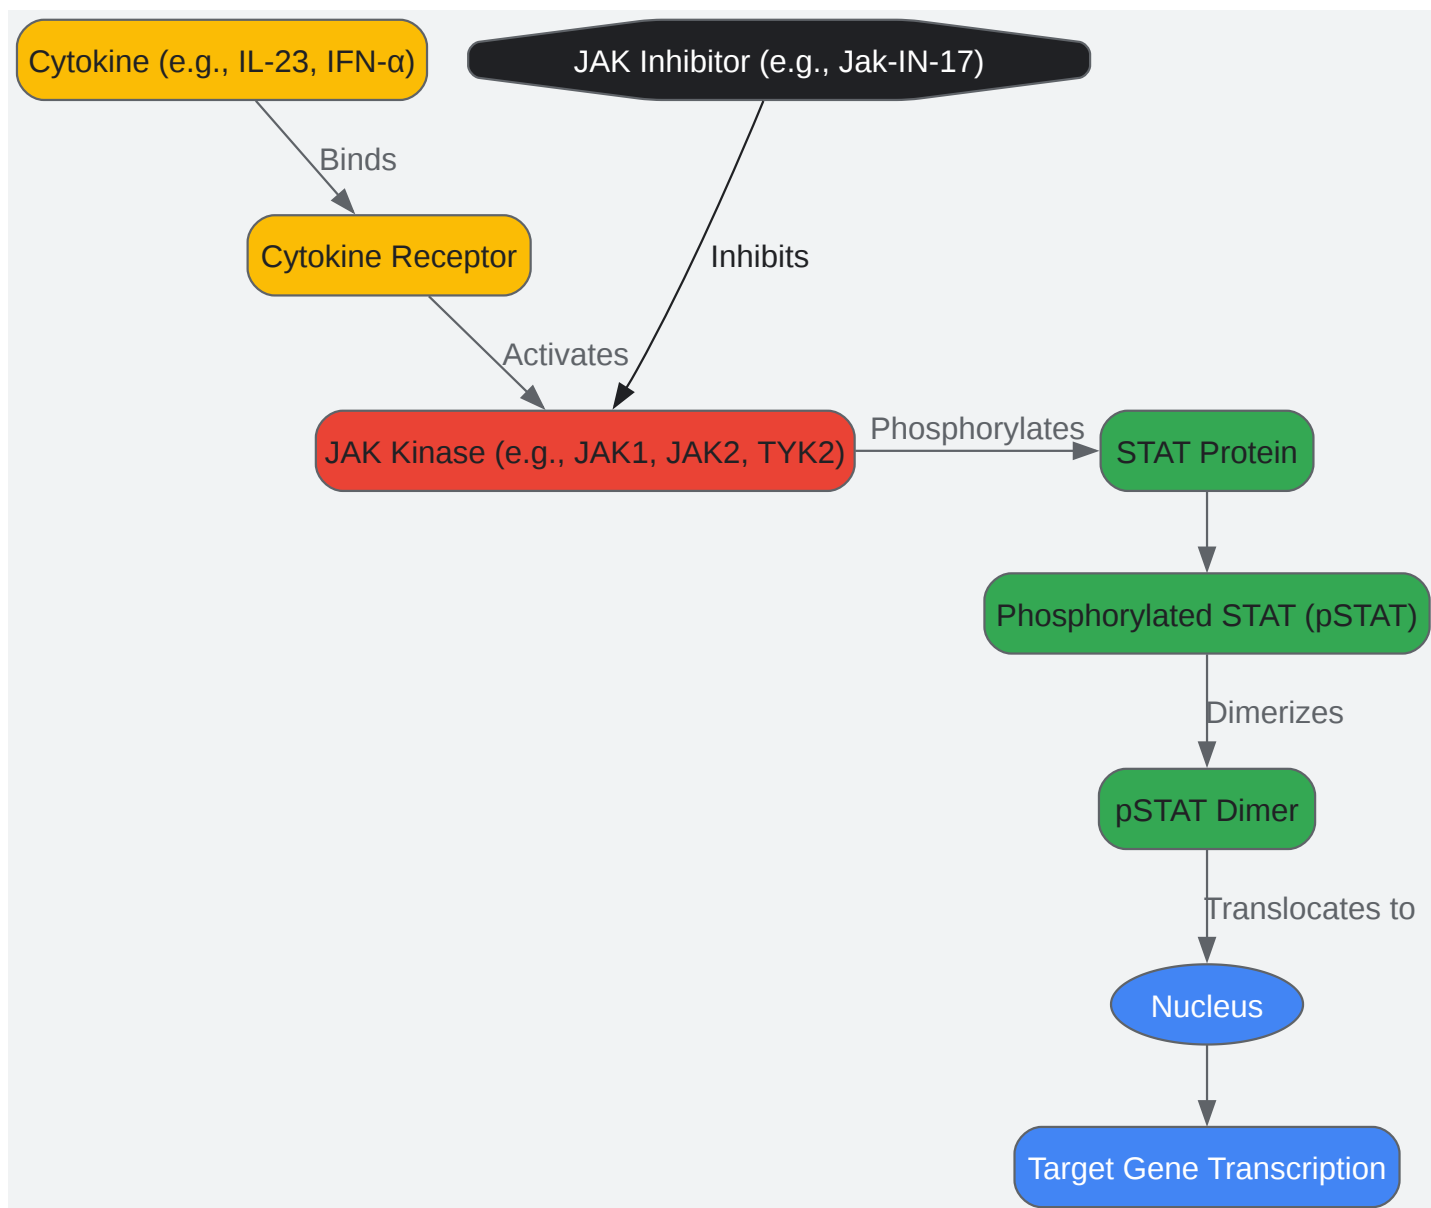 Cytokine (e.g., IL-23, IFN-α)
JAK Inhibitor (e.g., Jak-IN-17)
Binds
Cytokine Receptor
Inhibits
Activates
JAK Kinase (e.g., JAK1, JAK2, TYK2)
Phosphorylates
STAT Protein
Phosphorylated STAT (pSTAT)
Dimerizes
pSTAT Dimer
Translocates to
Nucleus
Target Gene Transcription